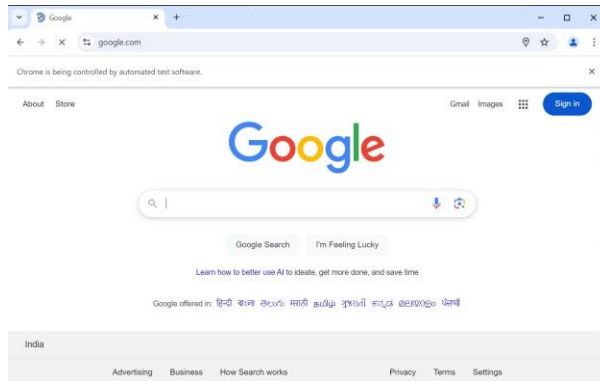 Google
google.com
Chrome is being controlled by automated test software.
About Store Gmail Images Sign in
Google
Google Search I'm Feeling Lucky
Learn how to better use AI to ideate, get more done, and save time
Google offered in: हिन्दी বাংলা తెలుగు मराठी தமிழ் ગુજરાતી ಕನ್ನಡ മലയാളം ਪੰਜਾਬੀ
India
Advertising Business How Search works Privacy Terms Settings